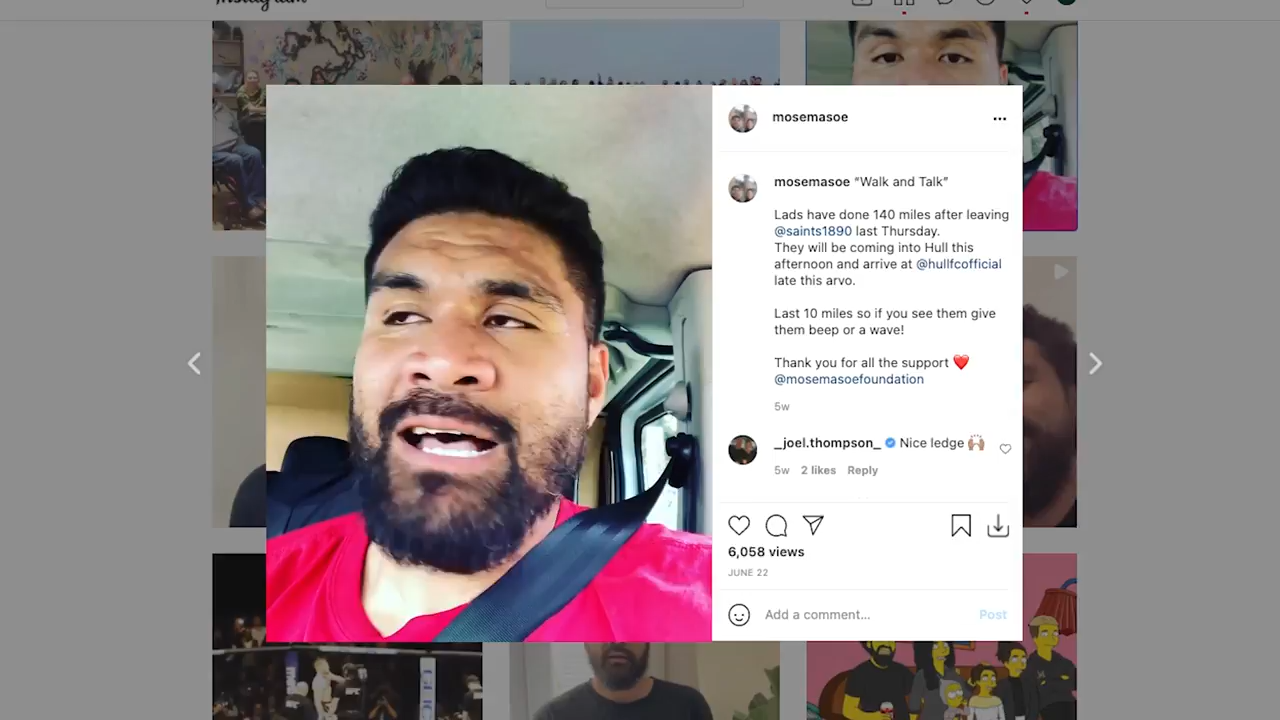 Instagram
mosemasoe
mosemasoe “Walk and Talk”
Lads have done 140 miles after leaving
@saints1890 last Thursday.
They will be coming into Hull this
afternoon and arrive at @hullfcofficial
late this arvo.
Last 10 miles so if you see them give
them beep or a wave!
Thank you for all the support ❤️
@mosemasoefoundation
5w
_joel.thompson_ Nice ledge 🙌🏽
5w 2 likes Reply
6,058 views
JUNE 22
Add a comment... Post